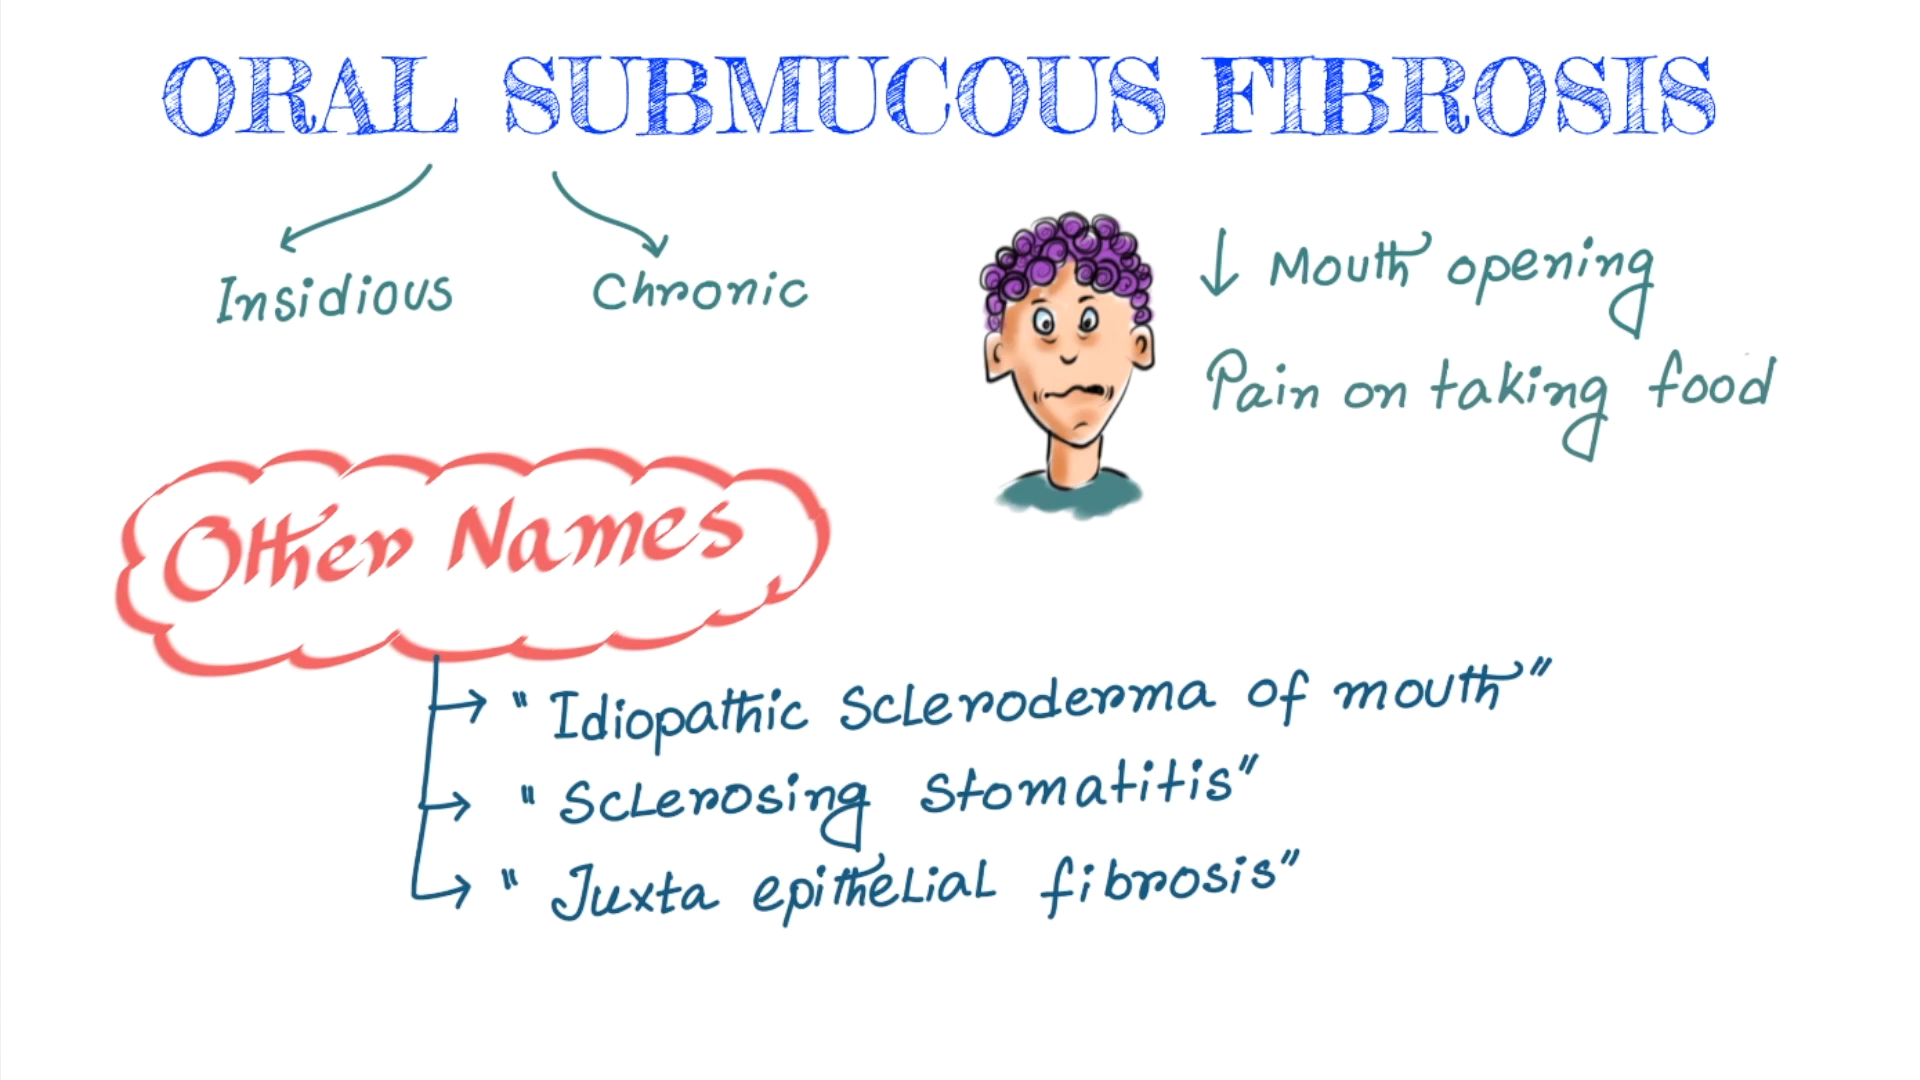 ORAL SUBMUCOUS FIBROSIS
Insidious
Chronic
↓ Mouth opening
Pain on taking food
Other Names
→ "Idiopathic Scleroderma of mouth"
→ "Sclerosing Stomatitis"
→ "Juxta epithelial fibrosis"